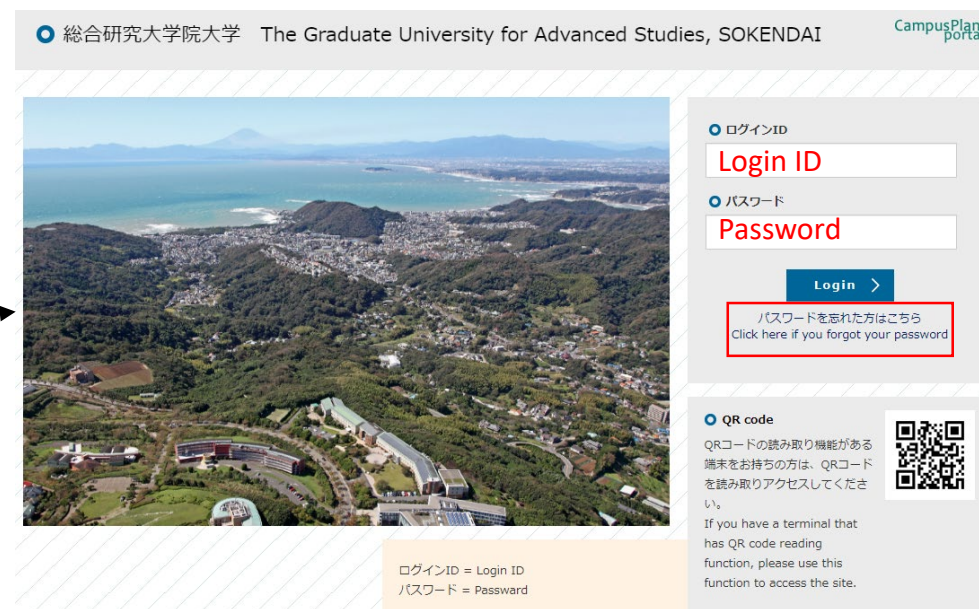 総合研究大学院大学 The Graduate University for Advanced Studies, SOKENDAI
CampusPlan
portal
ログインID
Login ID
パスワード
Password
Login
パスワードを忘れた方はこちら
Click here if you forgot your password
QR code
QRコードの読み取り機能がある
端末をお持ちの方は、QRコード
を読み取りアクセスしてくださ
い。
If you have a terminal that
has QR code reading
function, please use this
function to access the site.
ログインID = Login ID
パスワード = Password